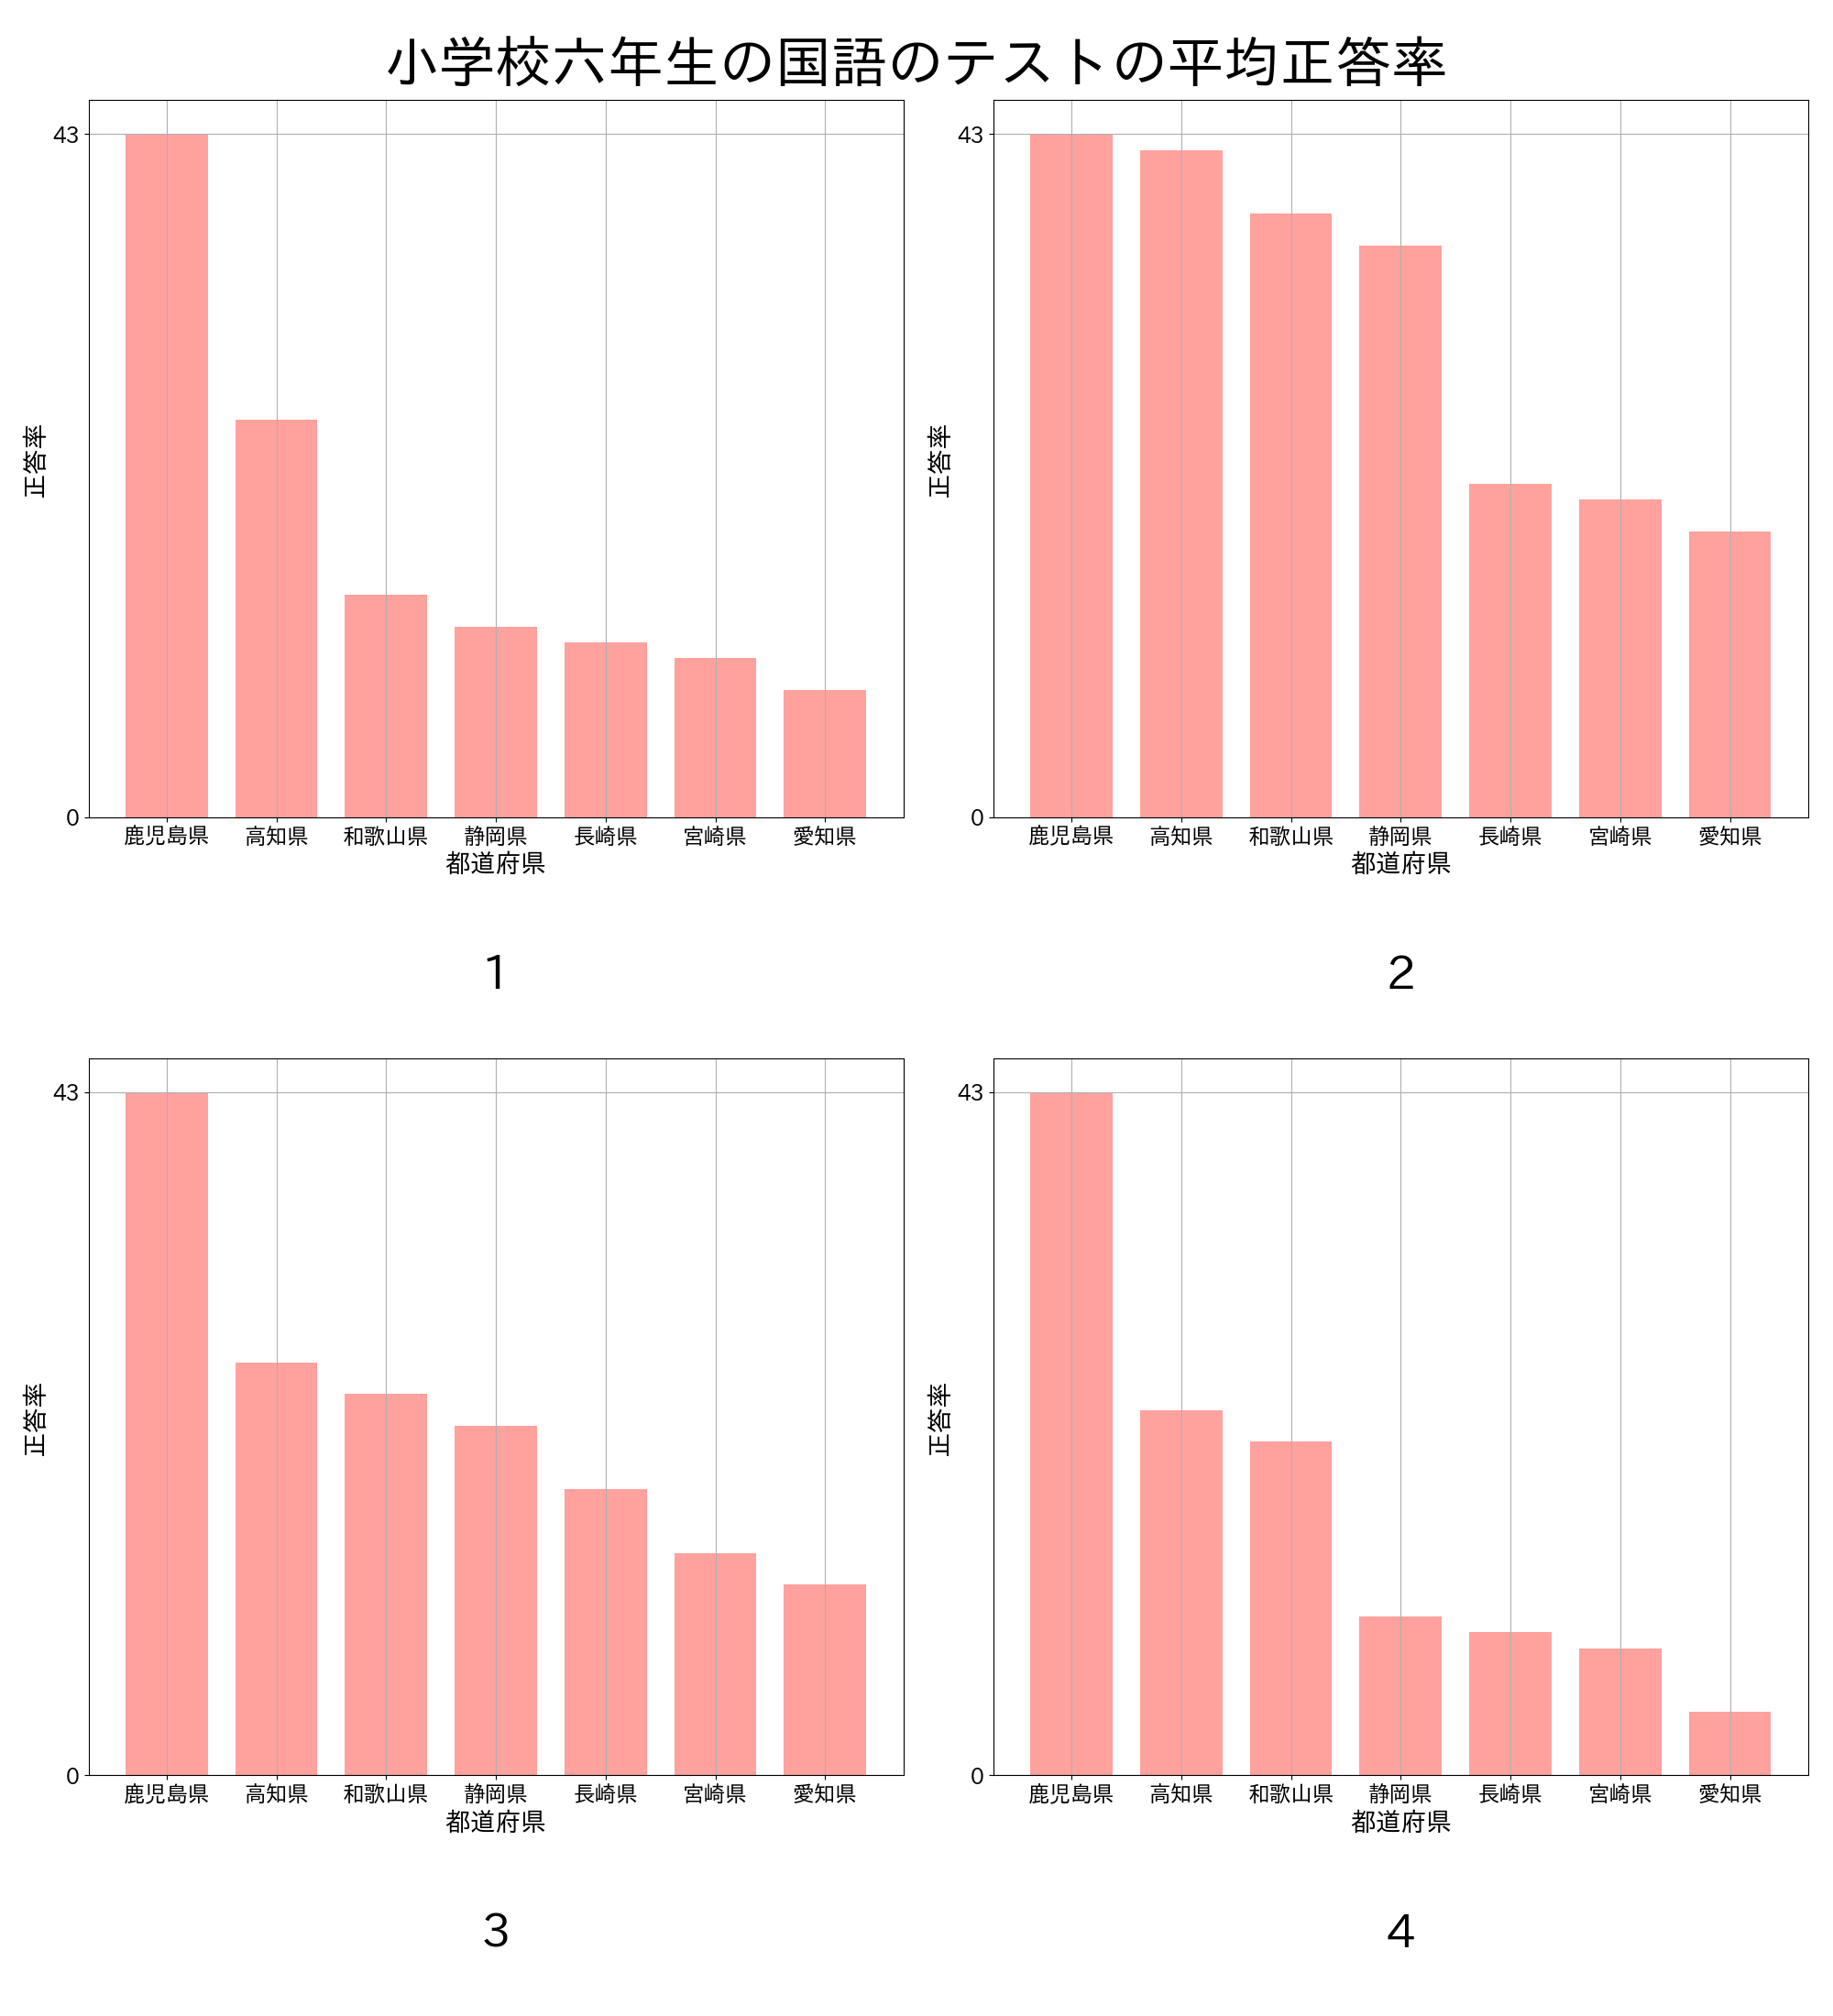 小学校六年生の国語のテストの平均正答率
43
0
正答率
鹿児島県 高知県 和歌山県 静岡県 長崎県 宮崎県 愛知県
都道府県
1
43
0
正答率
鹿児島県 高知県 和歌山県 静岡県 長崎県 宮崎県 愛知県
都道府県
2
43
0
正答率
鹿児島県 高知県 和歌山県 静岡県 長崎県 宮崎県 愛知県
都道府県
3
43
0
正答率
鹿児島県 高知県 和歌山県 静岡県 長崎県 宮崎県 愛知県
都道府県
4